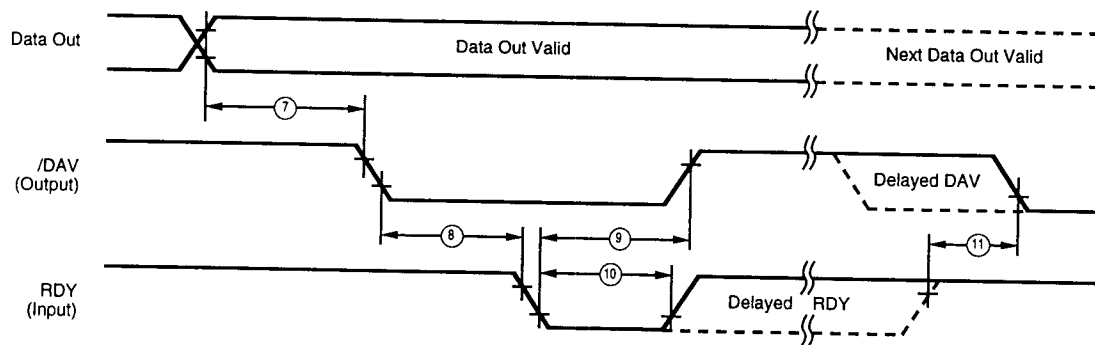 Data Out
Data Out Valid
Next Data Out Valid
7
/DAV
(Output)
Delayed DAV
8
9
11
10
RDY
(Input)
Delayed RDY